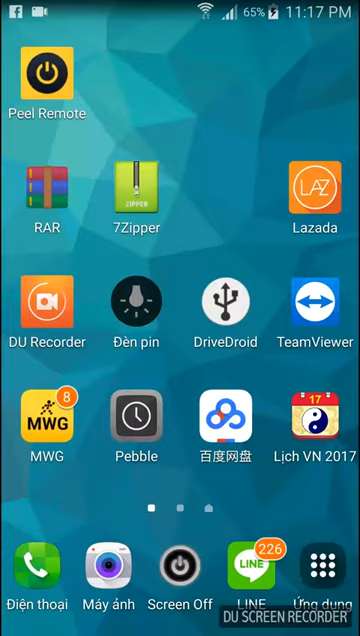 65% 11:17 PM
Peel Remote
ZIPPER
LAZ
RAR
7Zipper
Lazada
DU Recorder
Đèn pin
DriveDroid
TeamViewer
8
MWG
17
MWG
Pebble
百度网盘
Lịch VN 2017
226
LINE
Điện thoại
Máy ảnh
Screen Off
LINE
Ứng dụng
DU SCREEN RECORDER